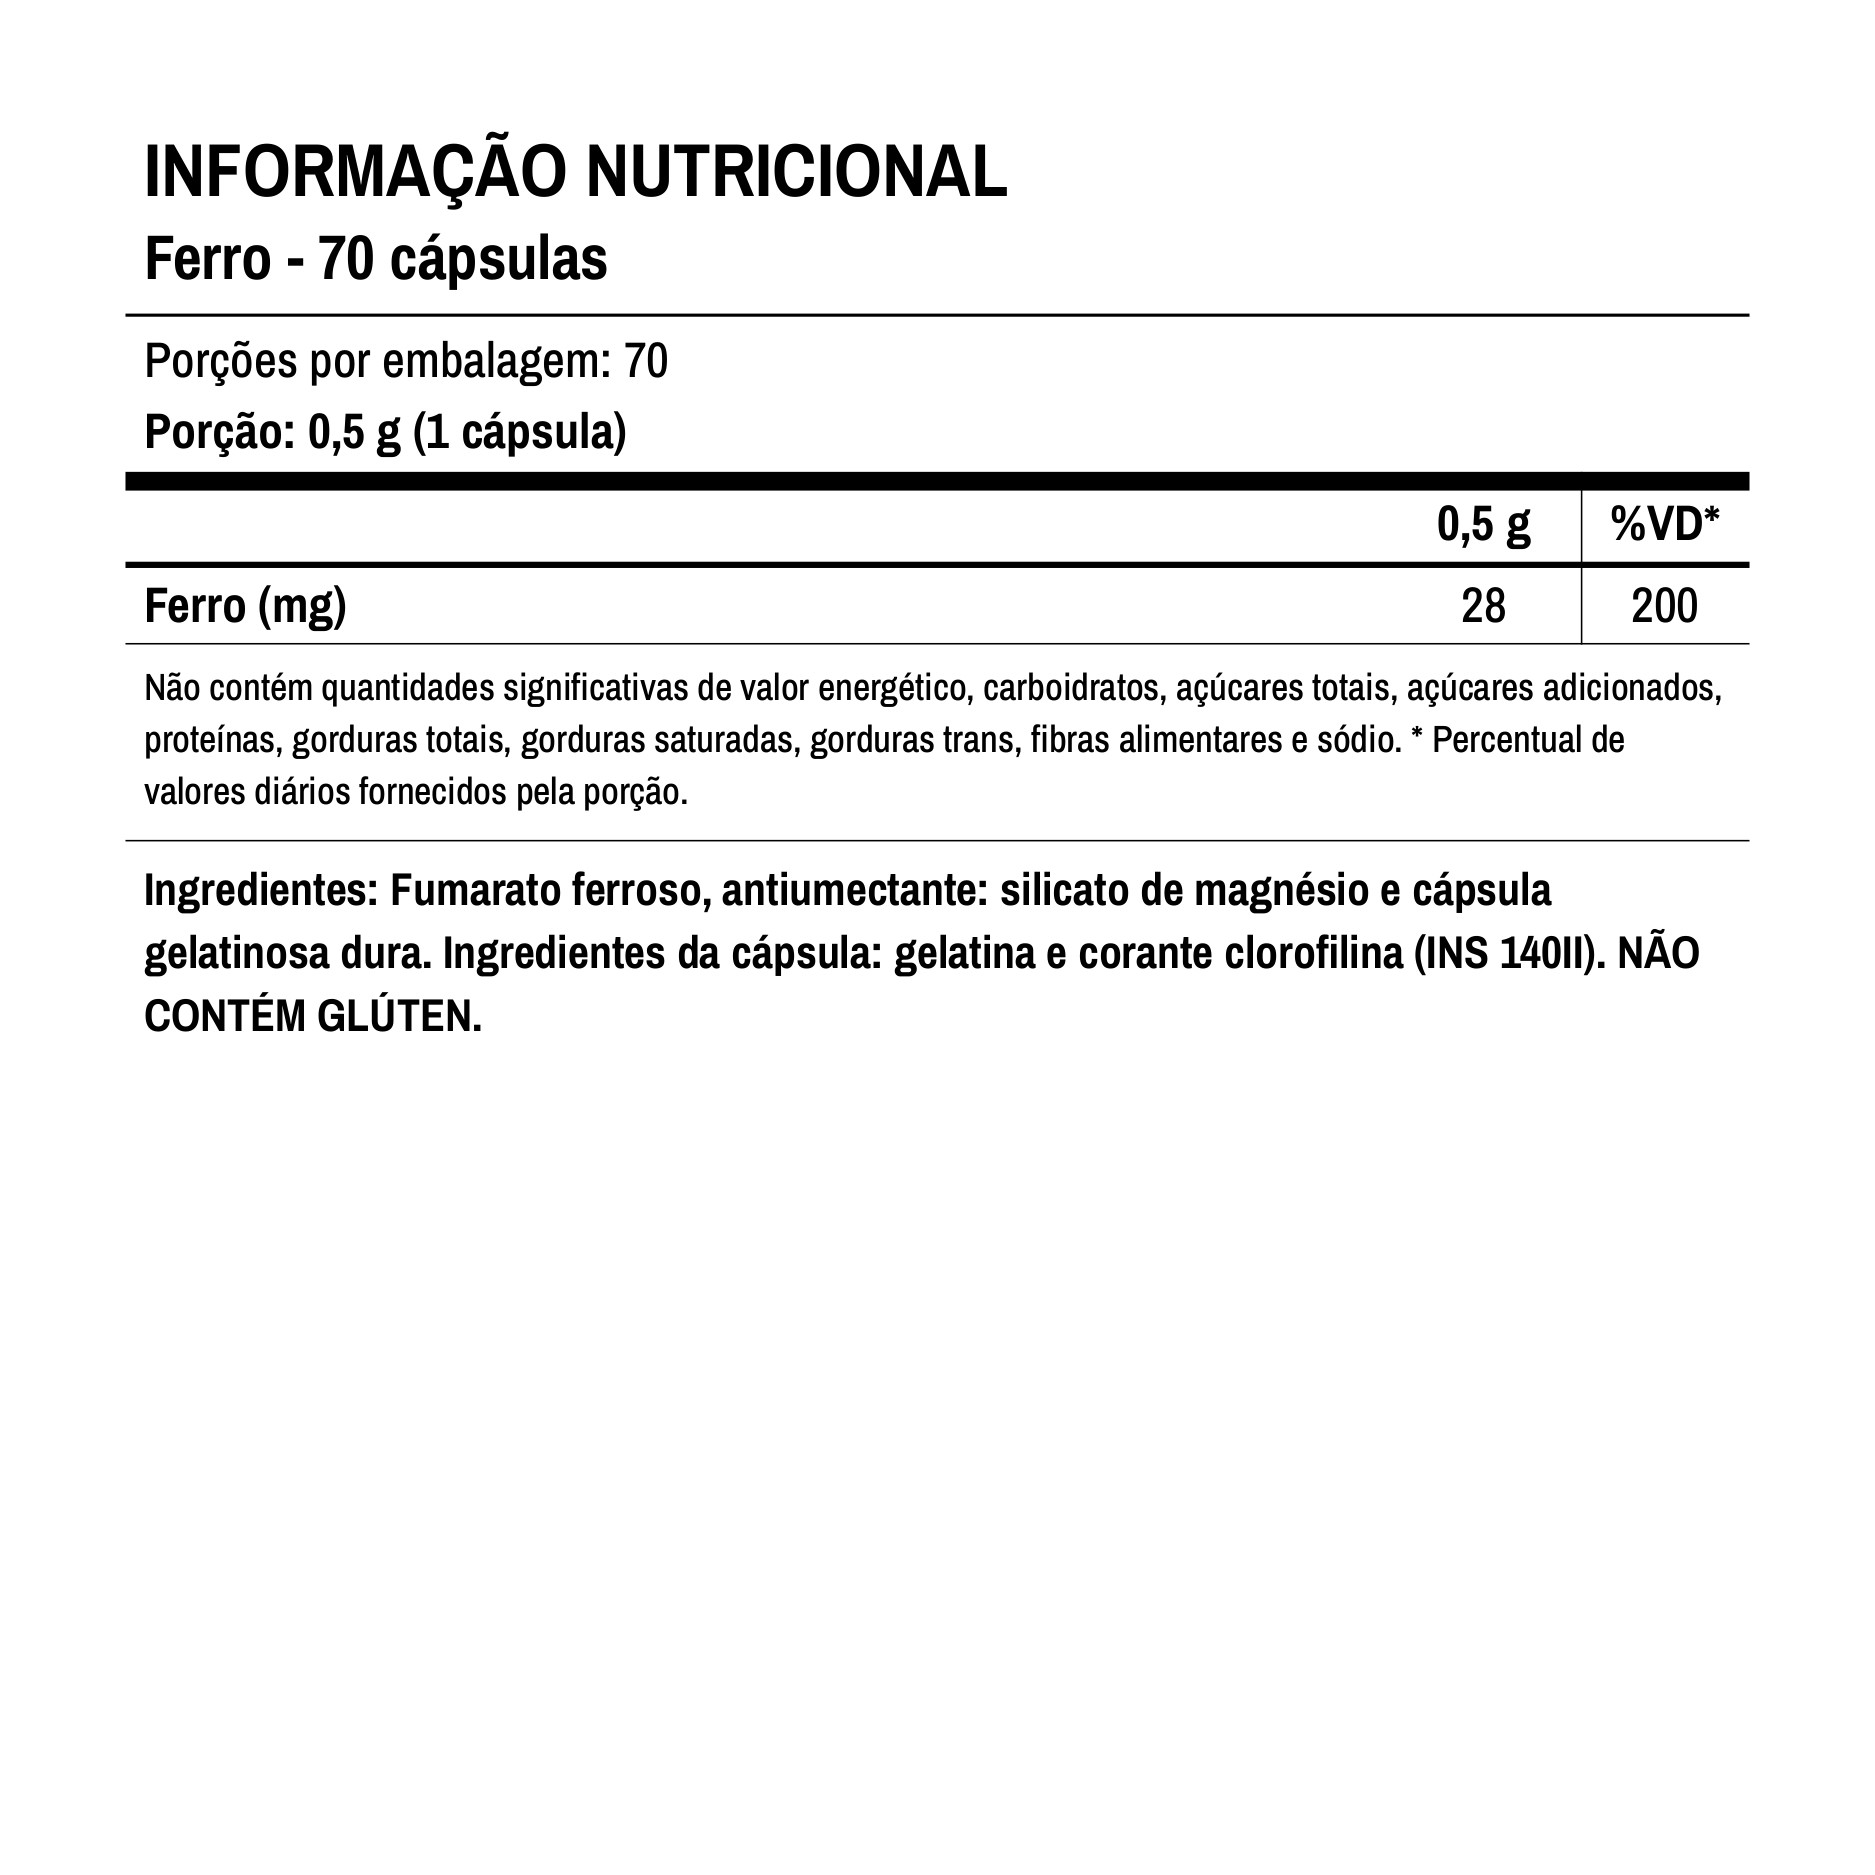 INFORMAÇÃO NUTRICIONAL
Ferro - 70 cápsulas
Porções por embalagem: 70
Porção: 0,5 g (1 cápsula)
0,5 g %VD*
Ferro (mg) 28 200
Não contém quantidades significativas de valor energético, carboidratos, açúcares totais, açúcares adicionados,
proteínas, gorduras totais, gorduras saturadas, gorduras trans, fibras alimentares e sódio. * Percentual de
valores diários fornecidos pela porção.
Ingredientes: Fumarato ferroso, antiumectante: silicato de magnésio e cápsula
gelatinosa dura. Ingredientes da cápsula: gelatina e corante clorofilina (INS 140II). NÃO
CONTÉM GLÚTEN.